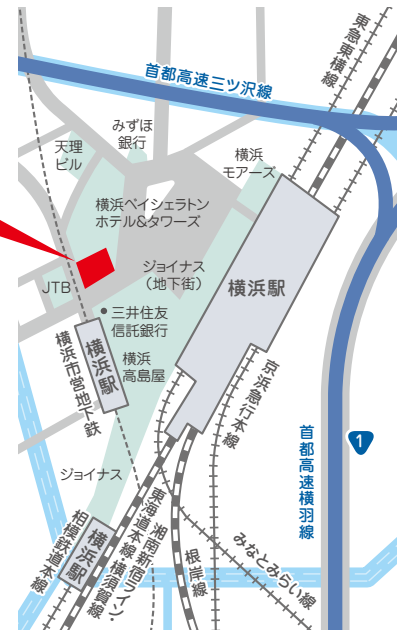 東急東横線
首都高速三ツ沢線
みずほ
銀行
天理
ビル
横浜
モアーズ
横浜ベイシェラトン
ホテル&タワーズ
ジョイナス
（地下街）
横浜駅
JTB
三井住友
信託銀行
横浜駅
横浜
高島屋
横浜市営地下鉄
京浜急行本線
首都高速横羽線
1
ジョイナス
横浜駅
相模鉄道本線
湘南新宿ライン・
東海道本線・横須賀線
根岸線
みなとみらい線